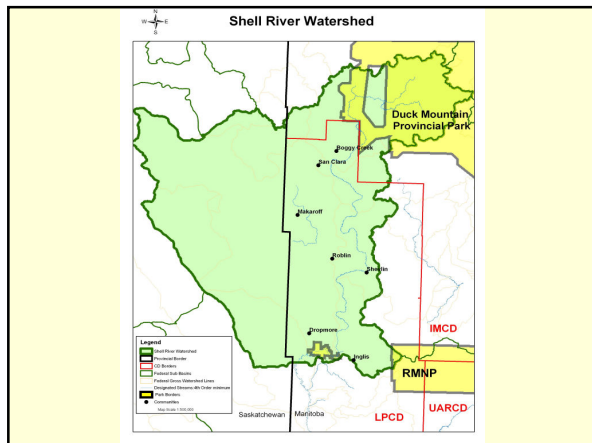 Shell River Watershed
N
W E
S
Duck Mountain
Provincial Park
Boggy Creek
San Clara
Makaroff
Roblin
Shevlin
IMCD
Dropmore
Inglis
RMNP
Legend
Shell River Watershed
Provincial Border
CD Borders
Federal Sub Basins
Federal Gross Watershed Lines
Designated Streams 4th Order minimum
Park Borders
Communities
Saskatchewan Manitoba
LPCD
UARCD